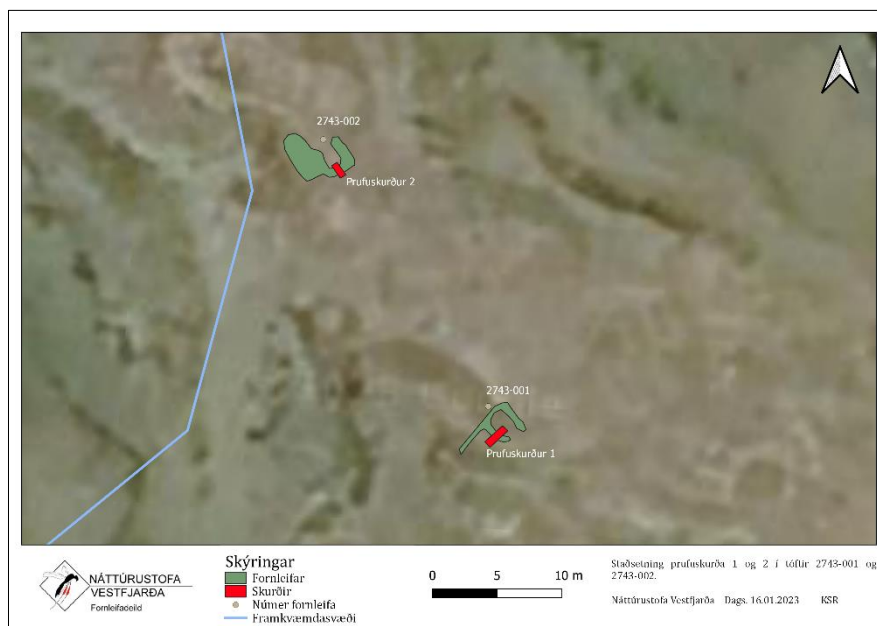 2743-002
Prufuskurður 2
2743-001
Prufuskurður 1
NÁTTÚRUSTOFA
VESTFJARÐA
Fornleifadeild
Skýringar
Fornleifar
Skurðir
Númer fornleifa
Framkvæmdasvæði
0 5 10 m
Staðsetning prufuskurða 1 og 2 í tóftir 2743-001 og
2743-002.
Náttúrustofa Vestfjarða Dags. 16.01.2023 KSR